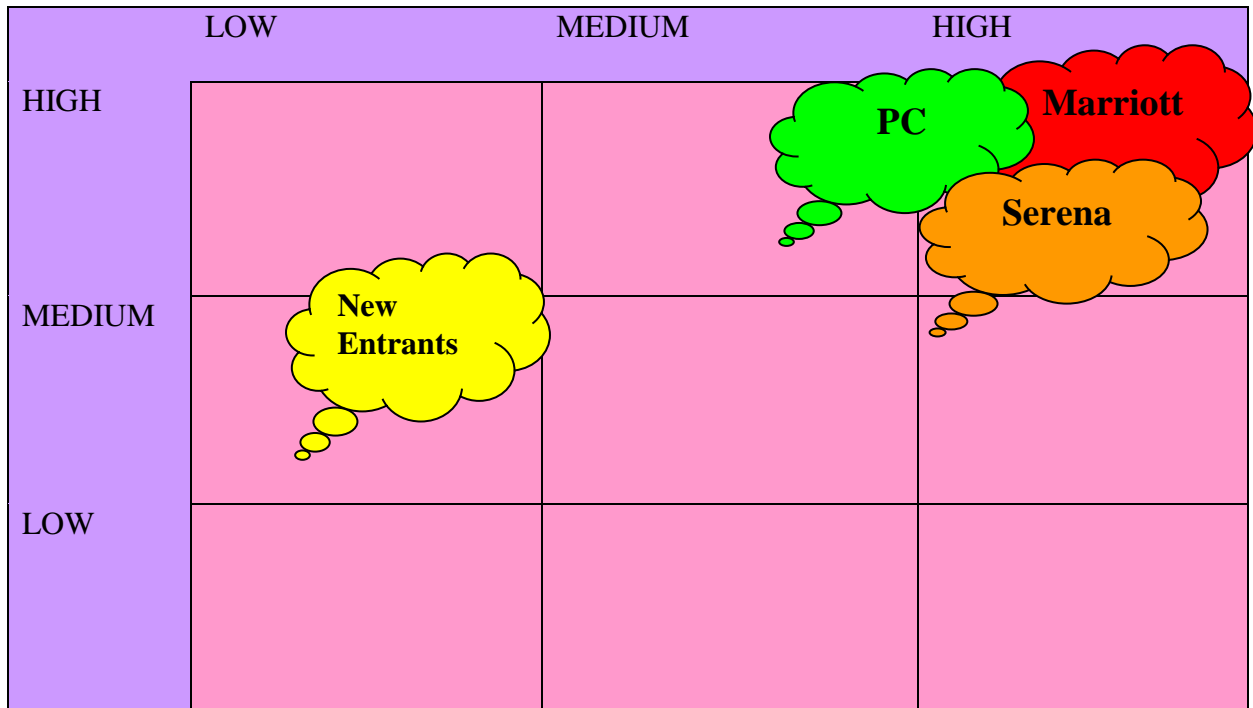 LOW MEDIUM HIGH
HIGH
PC
Marriott
Serena
MEDIUM
New
Entrants
LOW